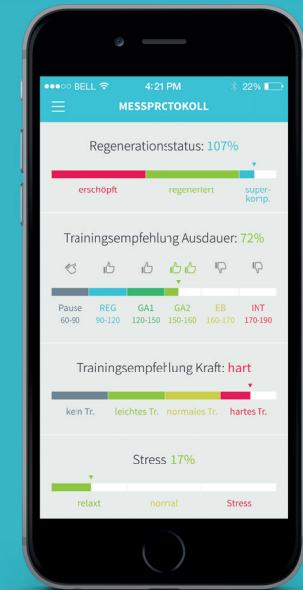 BELL 4:21 PM 22%
MESSPROTOKOLL
Regenerationsstatus: 107%
erschöpft regeneriert super-
komp.
Trainingsempfehlung Ausdauer: 72%
Pause REG GA1 GA2 EB INT
60-90 90-120 120-150 150-160 160-170 170-190
Trainingsempfehlung Kraft: hart
kein Tr. leichtes Tr. normales Tr. hartes Tr.
Stress 17%
relaxt normal Stress